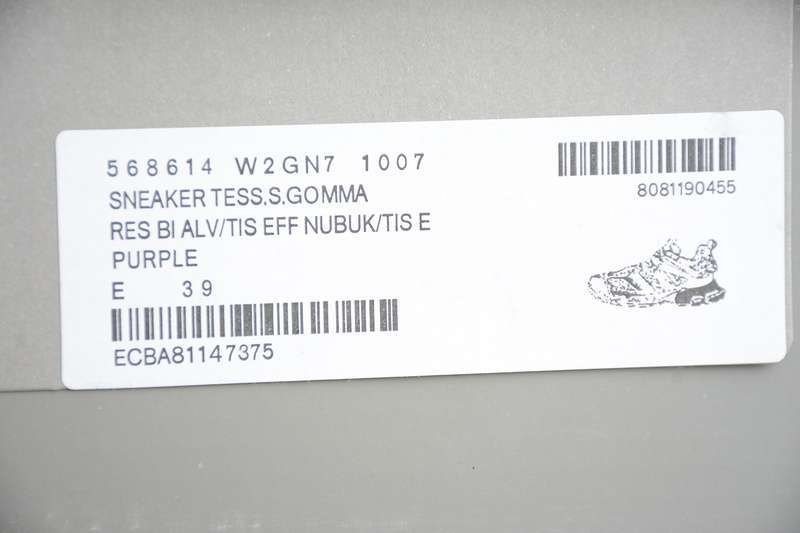 568614 W2GN7 1007
SNEAKER TESS.S.GOMMA
RES BI ALV/TIS EFF NUBUK/TIS E
PURPLE
E 39
ECBA81147375
8081190455